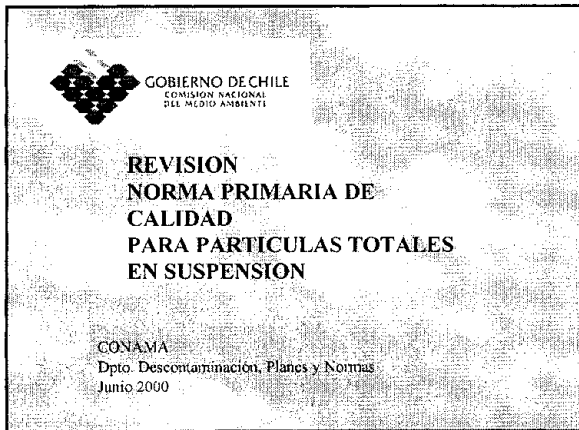 GOBIERNO DE CHILE
COMISION NACIONAL
DEL MEDIO AMBIENTE
REVISION
NORMA PRIMARIA DE
CALIDAD
PARA PARTICULAS TOTALES
EN SUSPENSION
CONAMA
Dpto. Descontaminación, Planes y Normas
Junio 2000